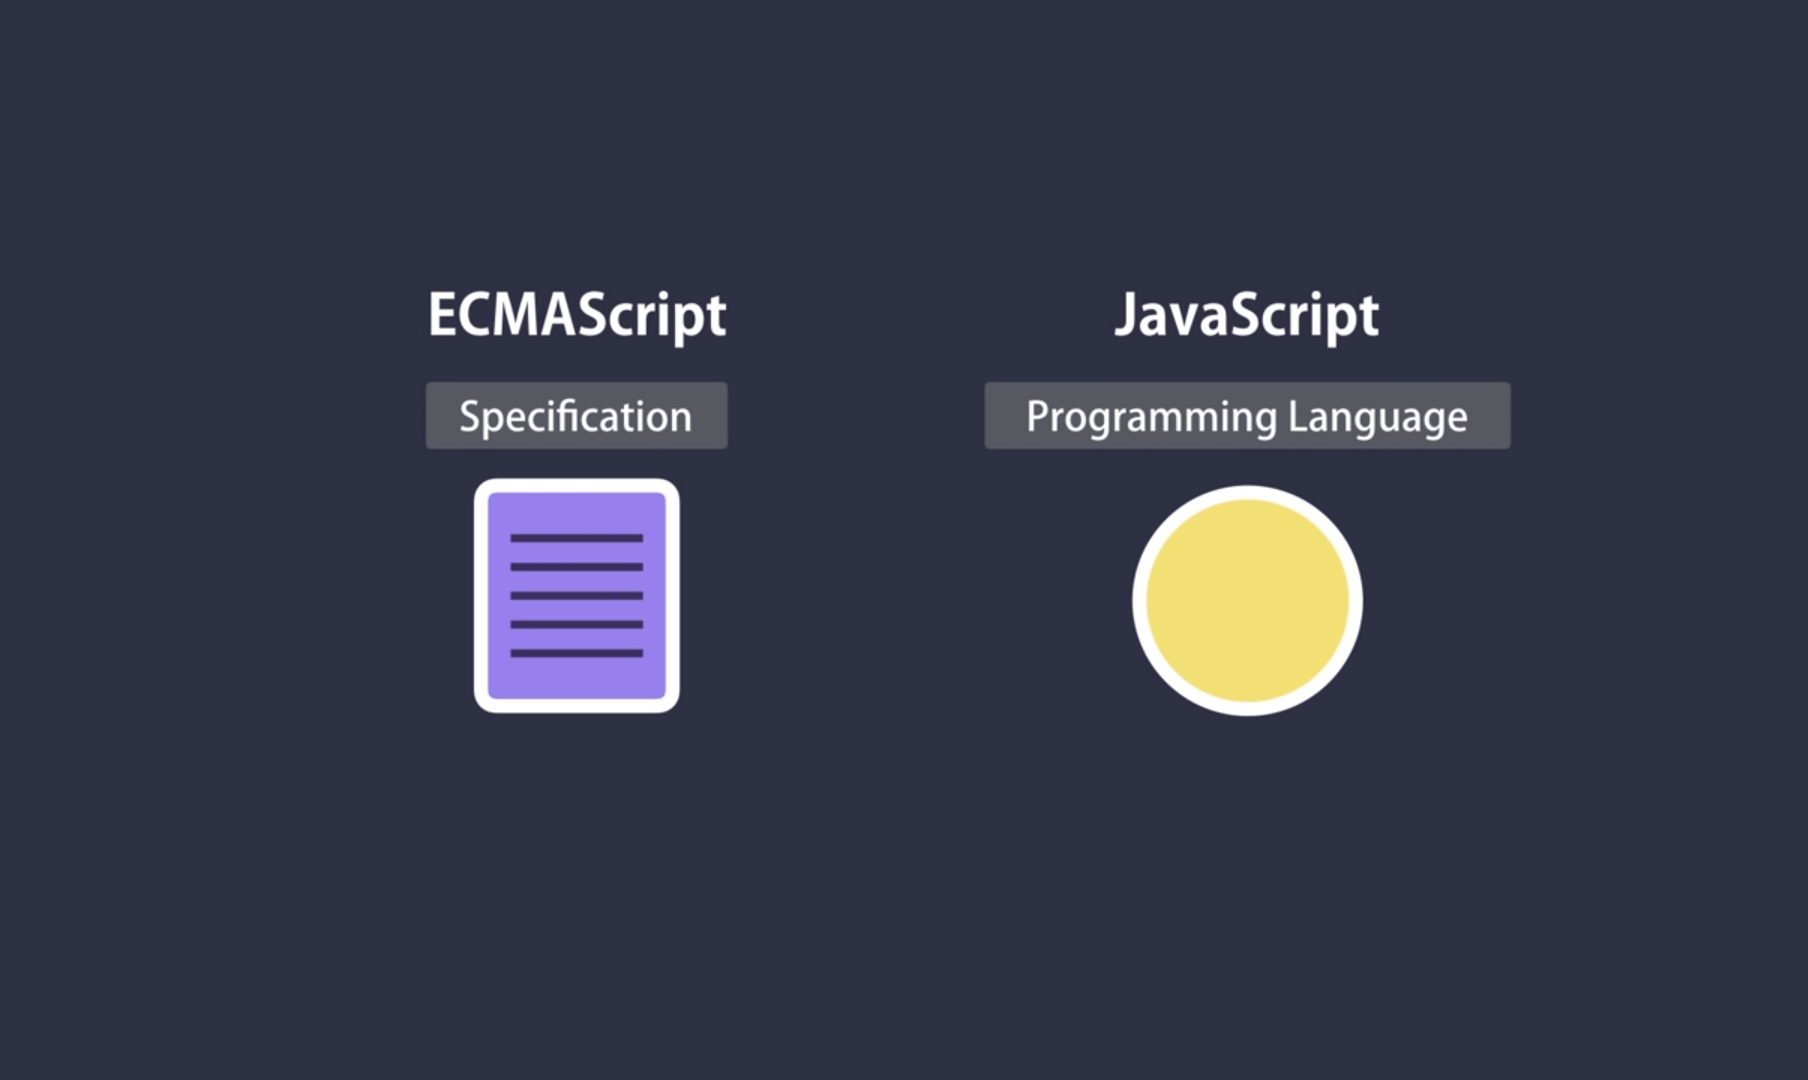 ECMAScript
Specification
JavaScript
Programming Language